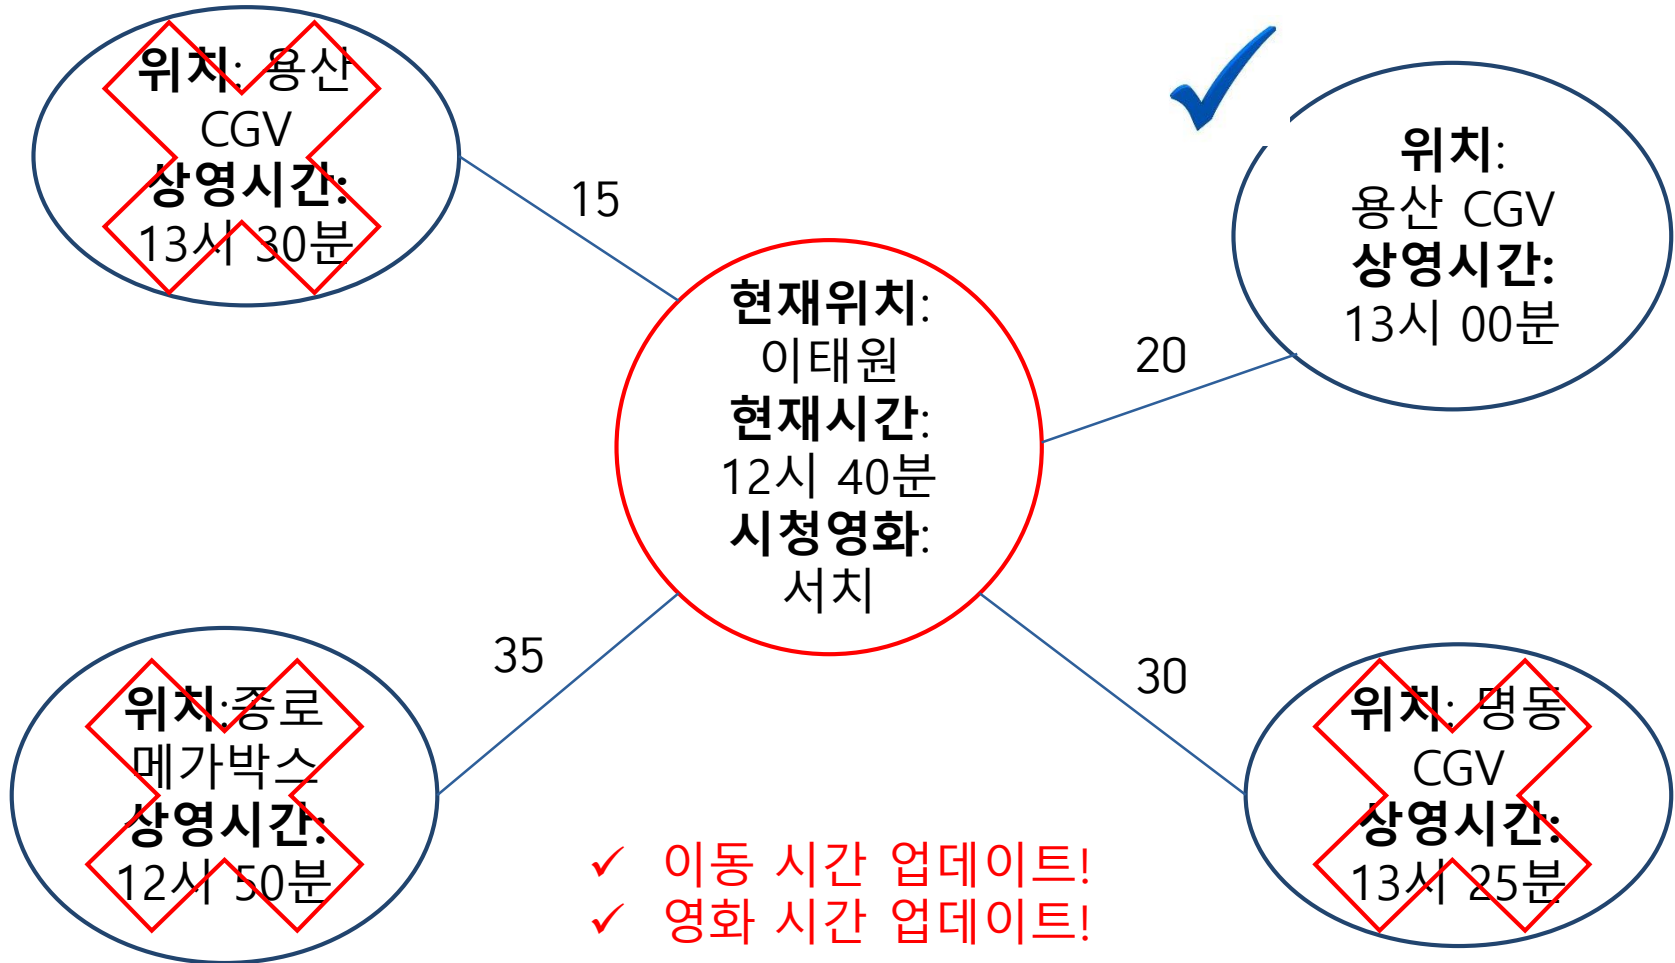 위치: 용산
CGV
상영시간:
13시 30분
15
위치:
용산 CGV
상영시간:
13시 00분
20
현재위치:
이태원
현재시간:
12시 40분
시청영화:
서치
35
30
위치:종로
메가박스
상영시간:
12시 50분
위치: 명동
CGV
상영시간:
13시 25분
✓ 이동 시간 업데이트!
✓ 영화 시간 업데이트!